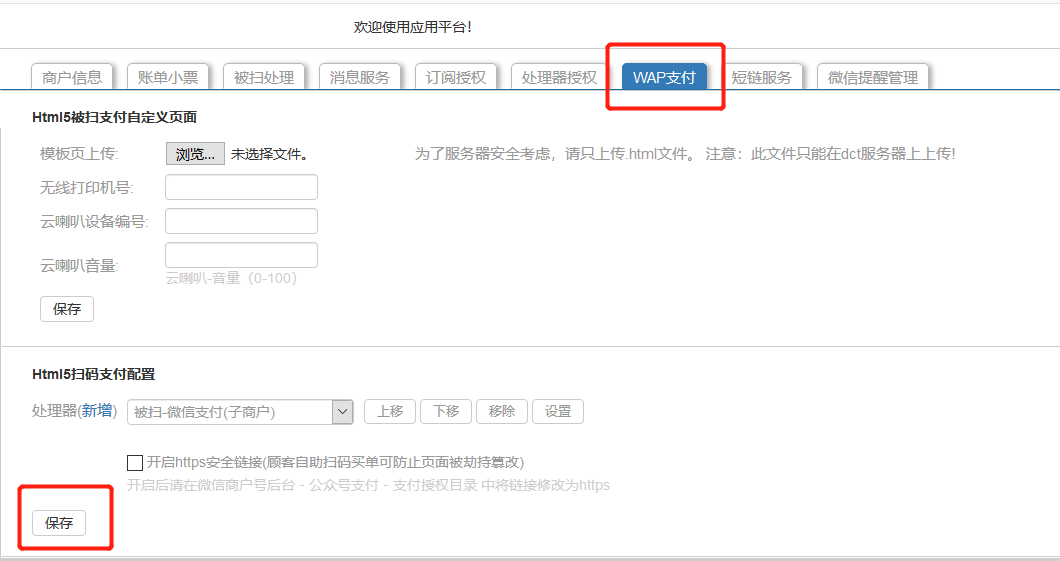 欢迎使用应用平台！
商户信息 账单小票 被扫处理 消息服务 订阅授权 处理器授权 WAP支付 短链服务 微信提醒管理
Html5被扫支付自定义页面
模板页上传: 浏览... 未选择文件。 为了服务器安全考虑，请只上传.html文件。 注意：此文件只能在dct服务器上上传!
无线打印机号:
云喇叭设备编号:
云喇叭音量:
云喇叭-音量（0-100）
保存
Html5扫码支付配置
处理器(新增) 被扫-微信支付(子商户) 上移 下移 移除 设置
开启https安全链接(顾客自助扫码买单可防止页面被劫持篡改)
开启后请在微信商户号后台 - 公众号支付 - 支付授权目录 中将链接修改为https
保存